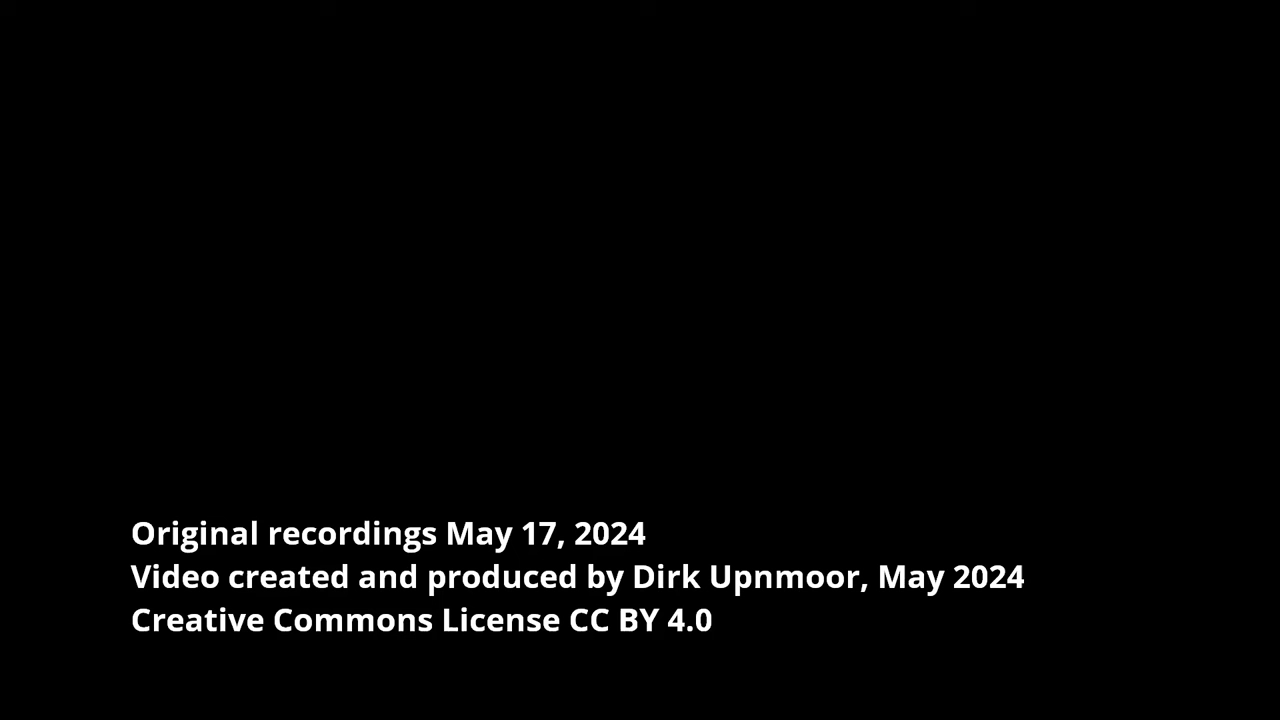 Original recordings May 17, 2024
Video created and produced by Dirk Upnmoor, May 2024
Creative Commons License CC BY 4.0